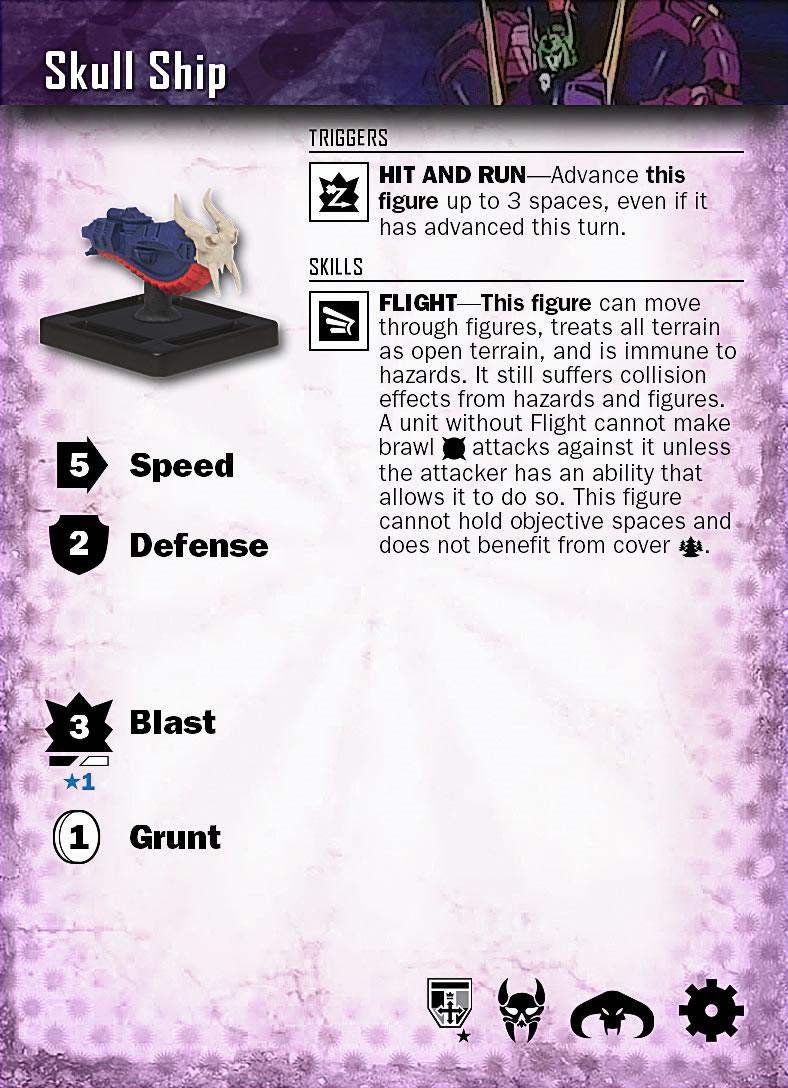 Skull Ship
TRIGGERS
HIT AND RUN—Advance this
figure up to 3 spaces, even if it
has advanced this turn.
SKILLS
FLIGHT—This figure can move
through figures, treats all terrain
as open terrain, and is immune to
hazards. It still suffers collision
effects from hazards and figures.
A unit without Flight cannot make
brawl attacks against it unless
the attacker has an ability that
allows it to do so. This figure
cannot hold objective spaces and
does not benefit from cover .
5 Speed
2 Defense
3 Blast
★1
1 Grunt